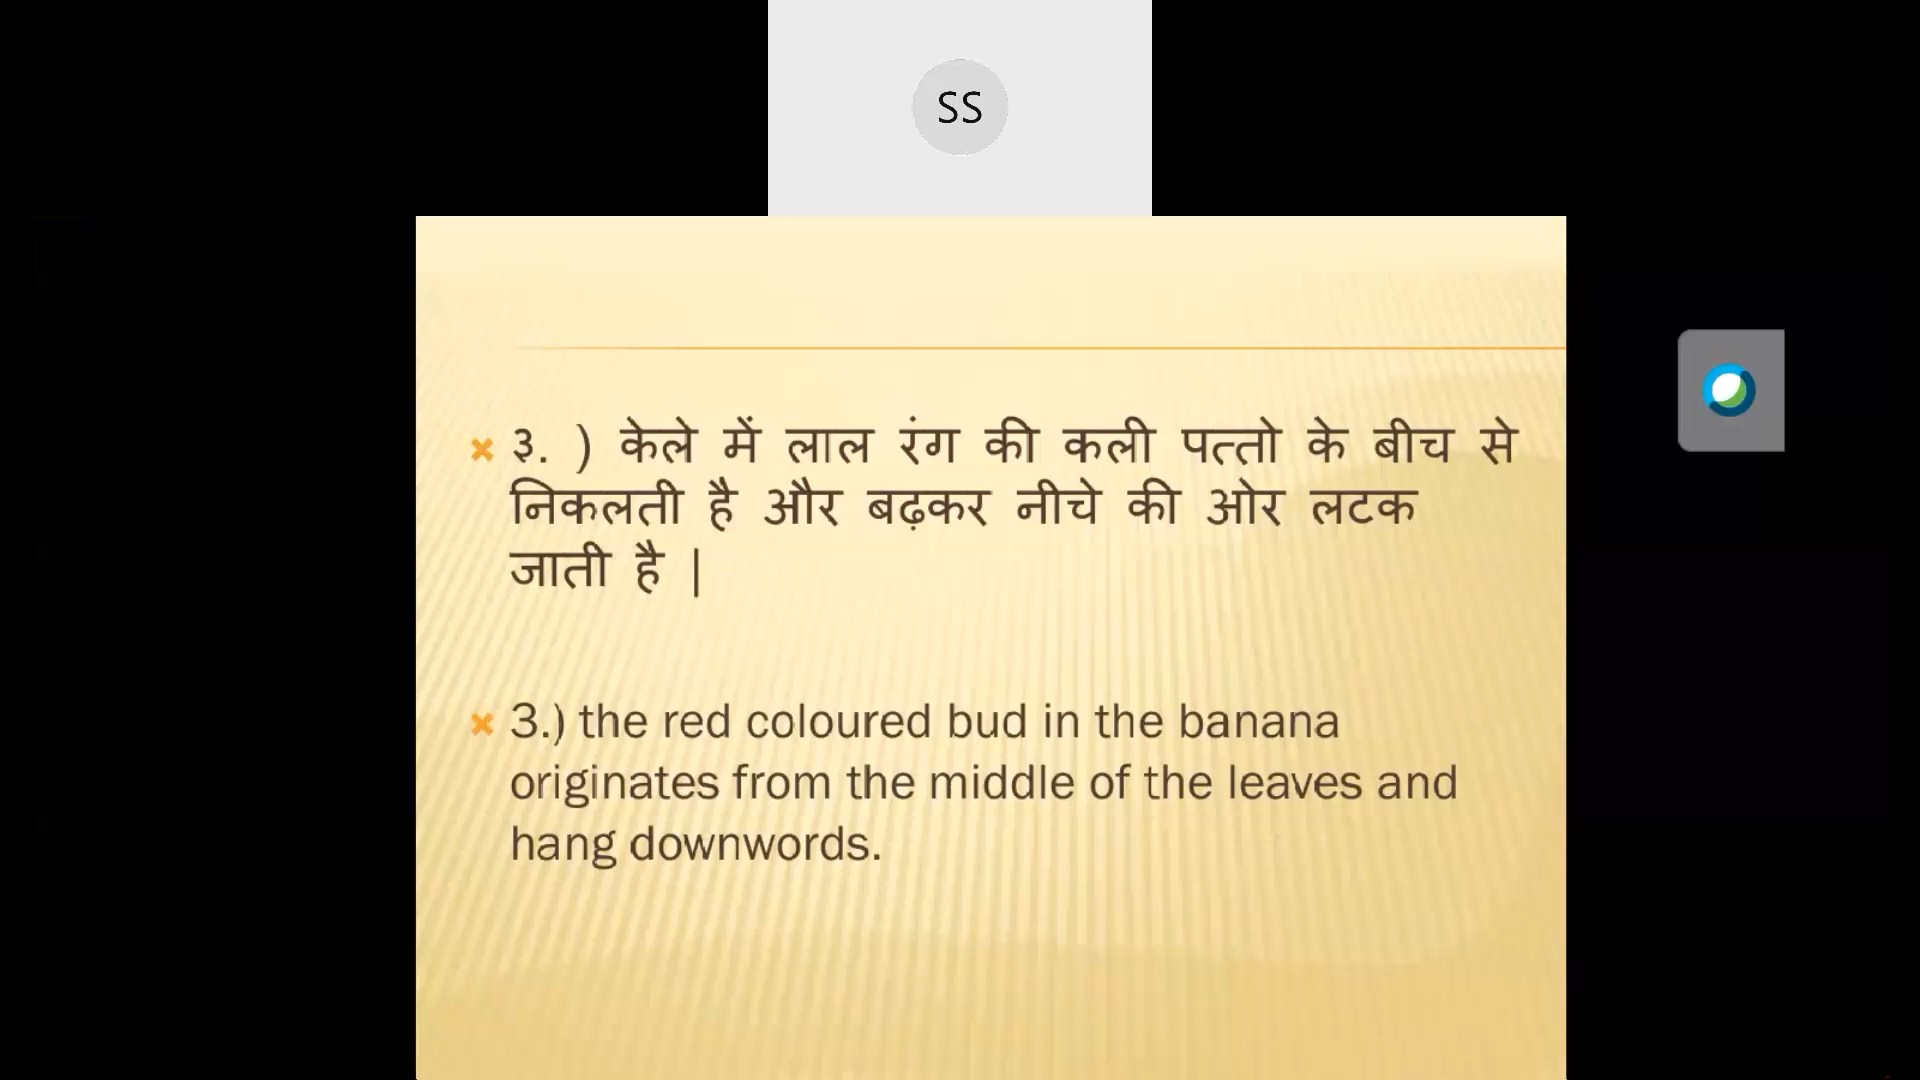 SS
३. ) केले में लाल रंग की कली पत्तो के बीच से
निकलती है और बढ़कर नीचे की ओर लटक
जाती है |
3.) the red coloured bud in the banana
originates from the middle of the leaves and
hang downwords.